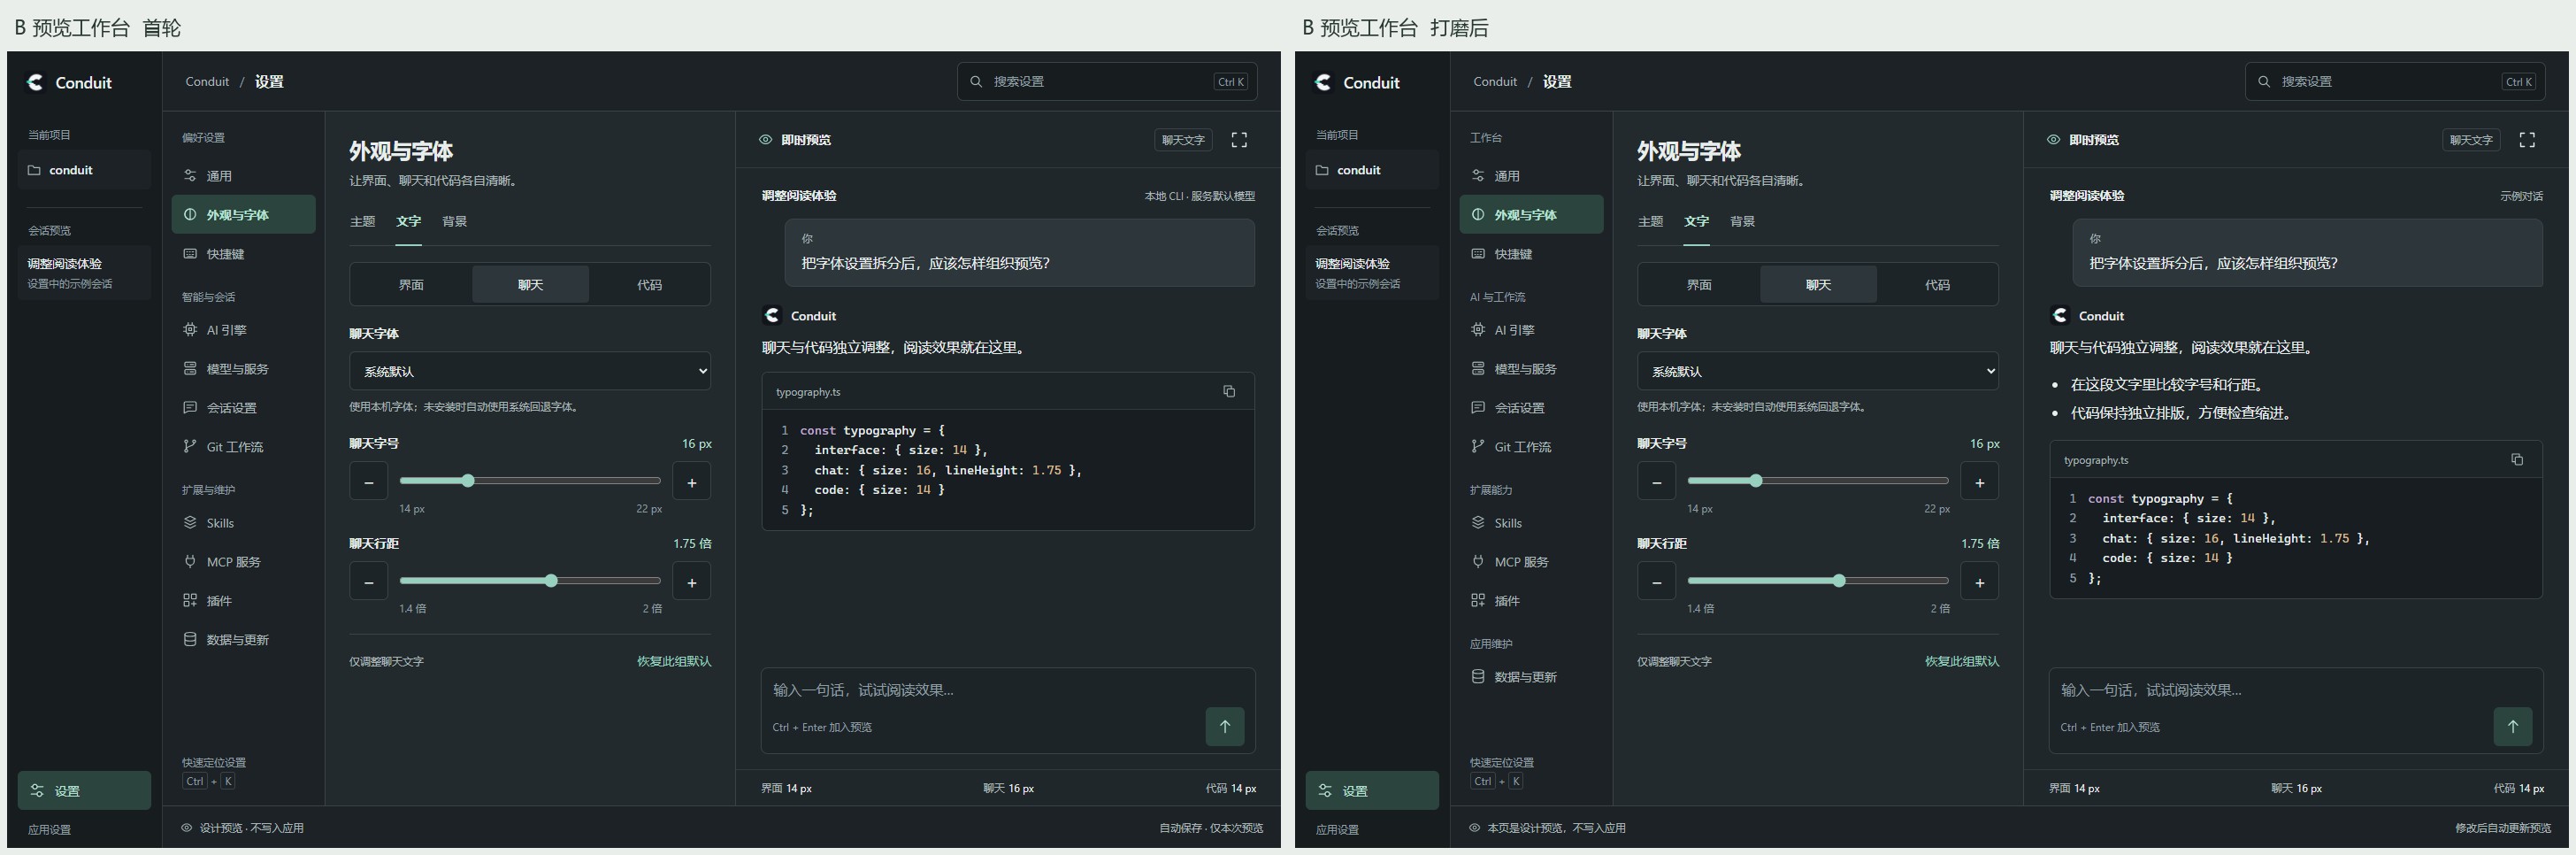 B 预览工作台 首轮
Conduit
当前项目
conduit
会话预览
调整阅读体验
设置中的示例会话
设置
应用设置
Conduit / 设置
搜索设置
Ctrl K
偏好设置
通用
外观与字体
快捷键
智能与会话
AI 引擎
模型与服务
会话设置
Git 工作流
扩展与维护
Skills
MCP 服务
插件
数据与更新
快速定位设置
Ctrl + K
外观与字体
让界面、聊天和代码各自清晰。
主题 文字 背景
界面 聊天 代码
聊天字体
系统默认
使用本机字体；未安装时自动使用系统回退字体。
聊天字号 16 px
− +
14 px 22 px
聊天行距 1.75 倍
− +
1.4 倍 2 倍
仅调整聊天文字 恢复此组默认
即时预览 聊天文字
调整阅读体验 本地 CLI · 服务默认模型
你
把字体设置拆分后，应该怎样组织预览？
Conduit
聊天与代码独立调整，阅读效果就在这里。
typography.ts
1 const typography = {
2 interface: { size: 14 },
3 chat: { size: 16, lineHeight: 1.75 },
4 code: { size: 14 }
5 };
输入一句话，试试阅读效果...
Ctrl + Enter 加入预览
界面 14 px 聊天 16 px 代码 14 px
设计预览 · 不写入应用 自动保存 · 仅本次预览
B 预览工作台 打磨后
Conduit
当前项目
conduit
会话预览
调整阅读体验
设置中的示例会话
设置
应用设置
Conduit / 设置
搜索设置
Ctrl K
工作台
通用
外观与字体
快捷键
AI 与工作流
AI 引擎
模型与服务
会话设置
Git 工作流
扩展能力
Skills
MCP 服务
插件
应用维护
数据与更新
快速定位设置
Ctrl + K
外观与字体
让界面、聊天和代码各自清晰。
主题 文字 背景
界面 聊天 代码
聊天字体
系统默认
使用本机字体；未安装时自动使用系统回退字体。
聊天字号 16 px
− +
14 px 22 px
聊天行距 1.75 倍
− +
1.4 倍 2 倍
仅调整聊天文字 恢复此组默认
即时预览 聊天文字
调整阅读体验 示例对话
你
把字体设置拆分后，应该怎样组织预览？
Conduit
聊天与代码独立调整，阅读效果就在这里。
• 在这段文字里比较字号和行距。
• 代码保持独立排版，方便检查缩进。
typography.ts
1 const typography = {
2 interface: { size: 14 },
3 chat: { size: 16, lineHeight: 1.75 },
4 code: { size: 14 }
5 };
输入一句话，试试阅读效果...
Ctrl + Enter 加入预览
界面 14 px 聊天 16 px 代码 14 px
本页是设计预览，不写入应用 修改后自动更新预览